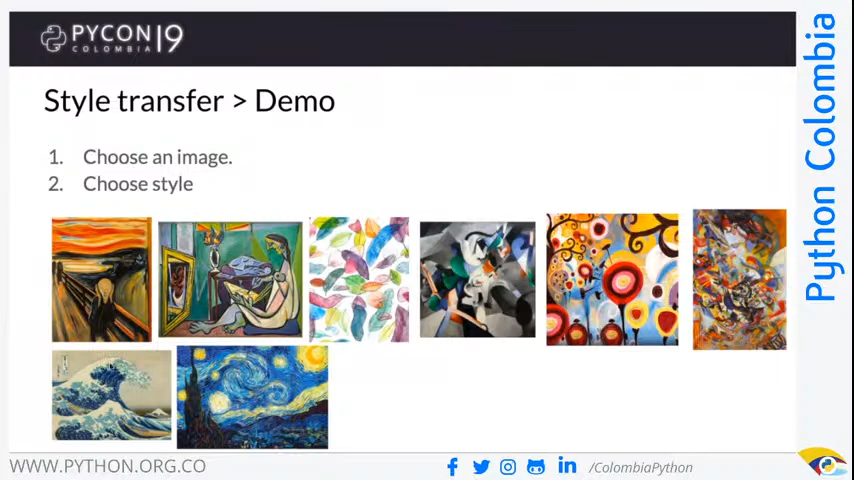 PYCON 19
COLOMBIA
Style transfer > Demo
1. Choose an image.
2. Choose style
WWW.PYTHON.ORG.CO
/ColombiaPython
Python Colombia